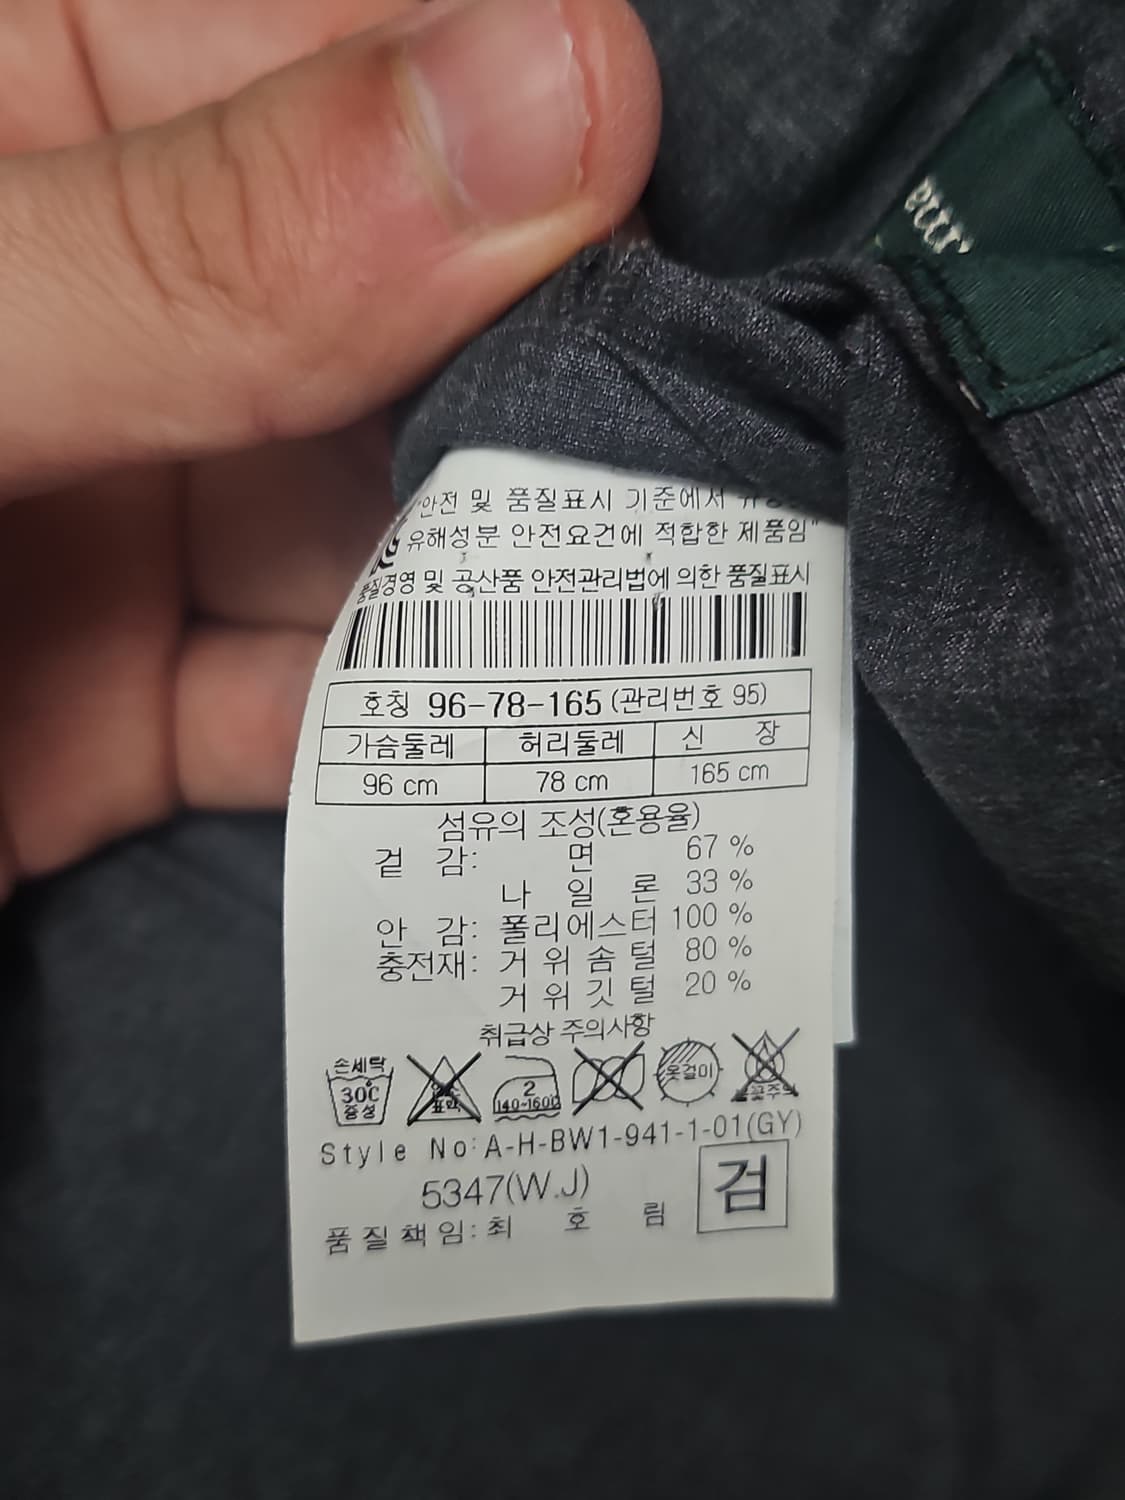 "안전 및 품질표시 기준에서
유해성분 안전요건에 적합한 제품임"
품질경영 및 공산품 안전관리법에 의한 품질표시
호칭 96-78-165 (관리번호 95)
가슴둘레 허리둘레 신 장
96 cm 78 cm 165 cm
섬유의 조성(혼용율)
겉 감: 면 67 %
나 일 론 33 %
안 감: 폴리에스터 100 %
충전재: 거 위 솜 털 80 %
거 위 깃 털 20 %
취급상 주의사항
손세탁 30℃ 중성
2 140~160℃
옷걸이
불꽃주의
Style No: A-H-BW1-941-1-01(GY)
5347(W.J)
검
품 질 책 임: 최 호 림